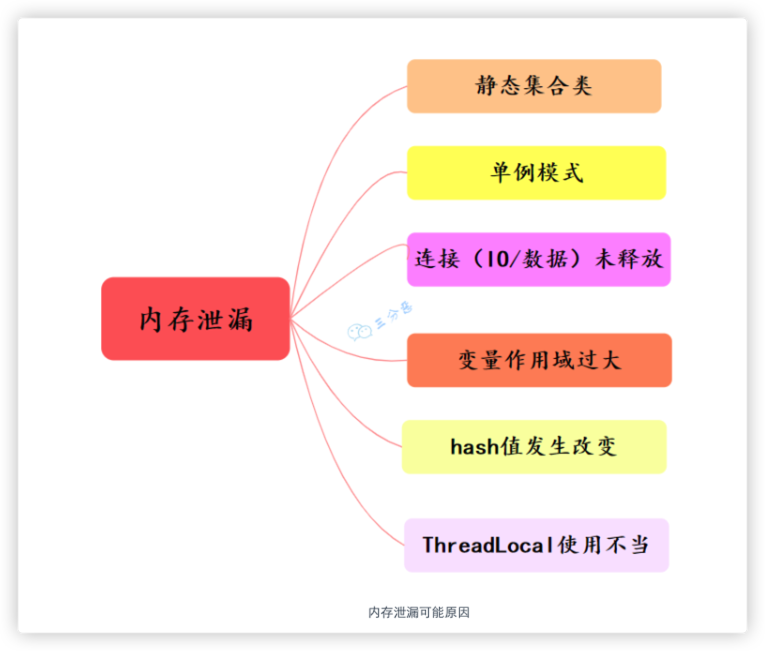 静态集合类
单例模式
连接（IO/数据）未释放
内存泄漏
三分恶
变量作用域过大
hash值发生改变
ThreadLocal使用不当
内存泄漏可能原因